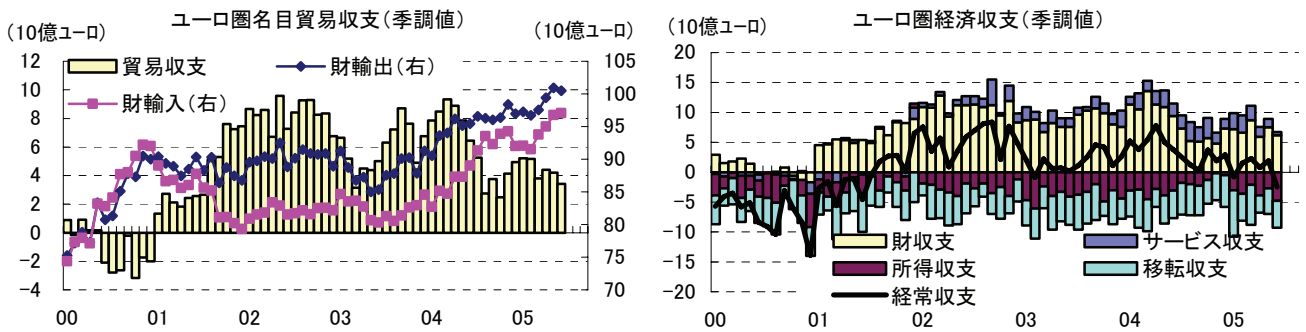 ユーロ圏名目貿易収支(季調値)
(10億ユーロ)
(10億ユーロ)
貿易収支
財輸出(右)
財輸入(右)
12
10
8
6
4
2
0
−2
−4
105
100
95
90
85
80
75
70
00 01 02 03 04 05
ユーロ圏経済収支(季調値)
(10億ユーロ)
20
15
10
5
0
−5
−10
−15
−20
財収支
サービス収支
所得収支
移転収支
経常収支
00 01 02 03 04 05